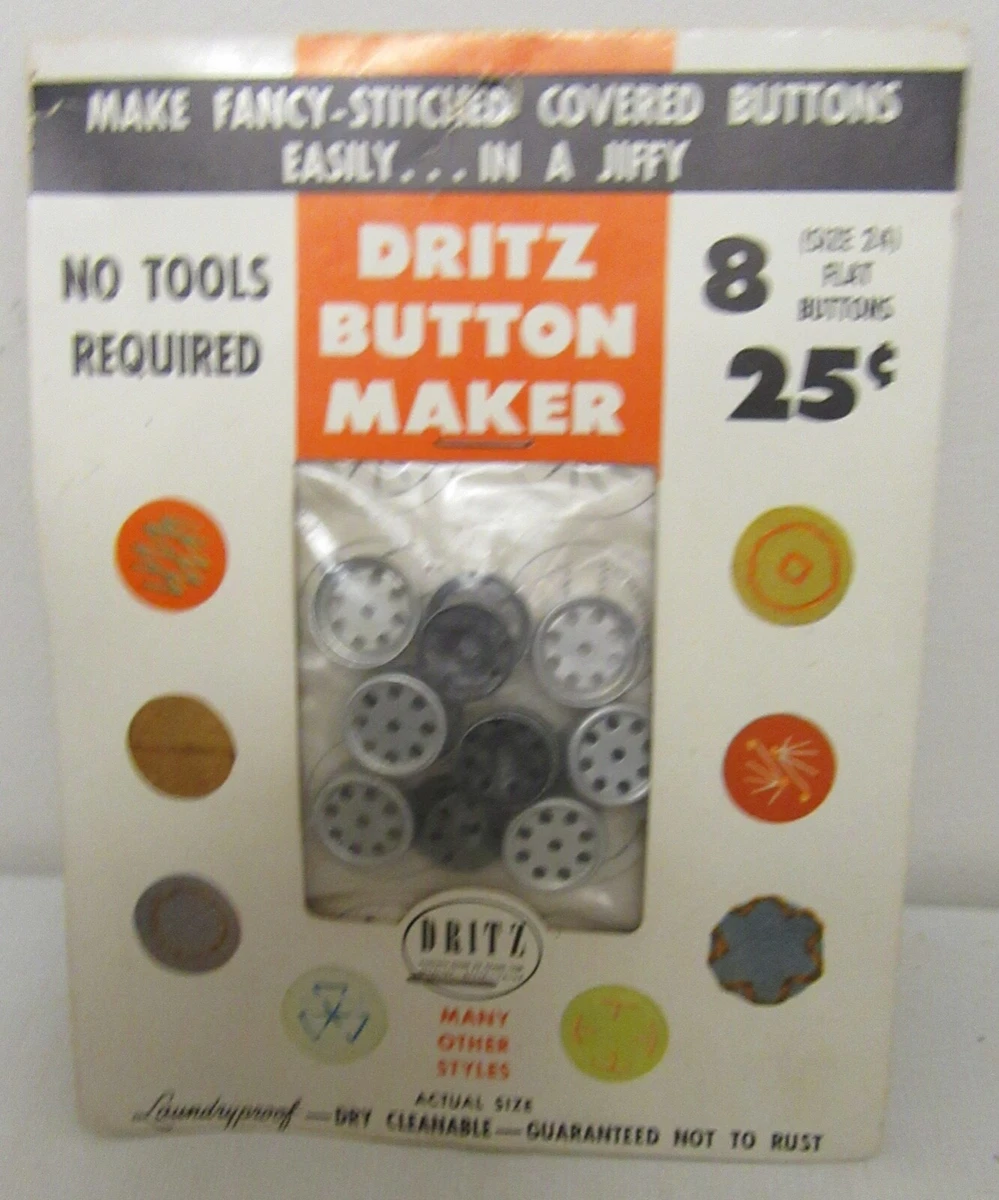 MAKE FANCY-STITCHED COVERED BUTTONS
EASILY...IN A JIFFY
NO TOOLS
REQUIRED
DRITZ
BUTTON
MAKER
8
(SIZE 24)
FLAT
BUTTONS
25¢
DRITZ
MANY
OTHER
STYLES
ACTUAL SIZE
Laundryproof — DRY CLEANABLE — GUARANTEED NOT TO RUST